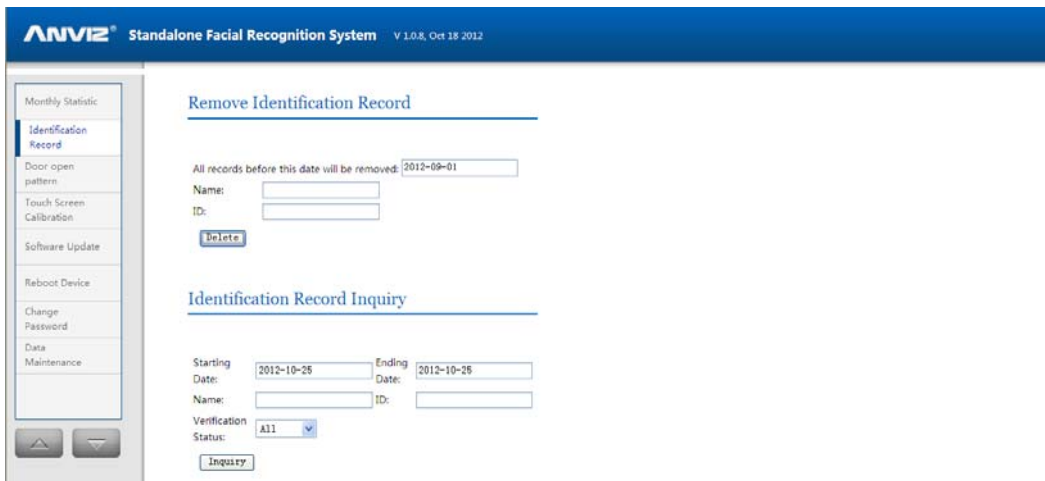 ANVIZ® Standalone Facial Recognition System V 1.0.8, Oct 18 2012
Monthly Statistic
Identification
Record
Door open
pattern
Touch Screen
Calibration
Software Update
Reboot Device
Change
Password
Data
Maintenance
Remove Identification Record
All records before this date will be removed: 2012-09-01
Name:
ID:
Delete
Identification Record Inquiry
Starting
Date: 2012-10-25 Ending
Date: 2012-10-25
Name: ID:
Verification
Status: All
Inquiry